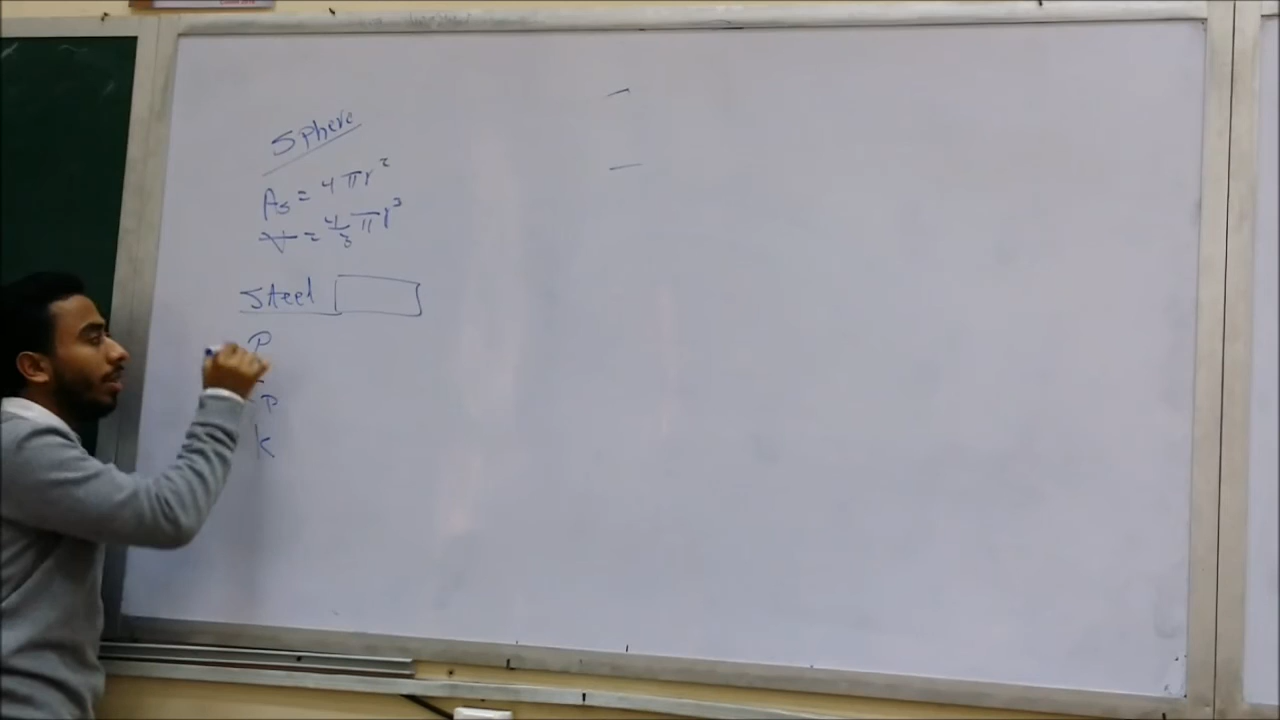 Sphere
As = 4πr²
V = 4/3 πr³
Steel
ρ
P
k